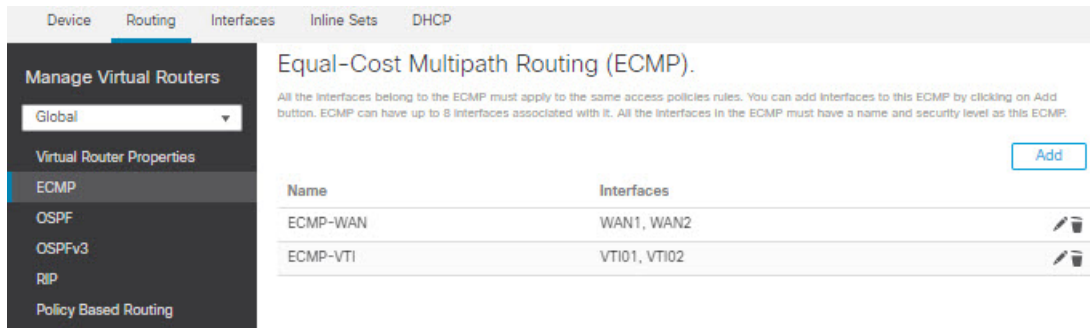 Device Routing Interfaces Inline Sets DHCP
Manage Virtual Routers
Global
Virtual Router Properties
ECMP
OSPF
OSPFv3
RIP
Policy Based Routing
Equal-Cost Multipath Routing (ECMP).
All the interfaces belong to the ECMP must apply to the same access policies rules. You can add interfaces to this ECMP by clicking on Add
button. ECMP can have up to 8 interfaces associated with it. All the interfaces in the ECMP must have a name and security level as this ECMP.
Add
Name Interfaces
ECMP-WAN WAN1, WAN2
ECMP-VTI VTI01, VTI02